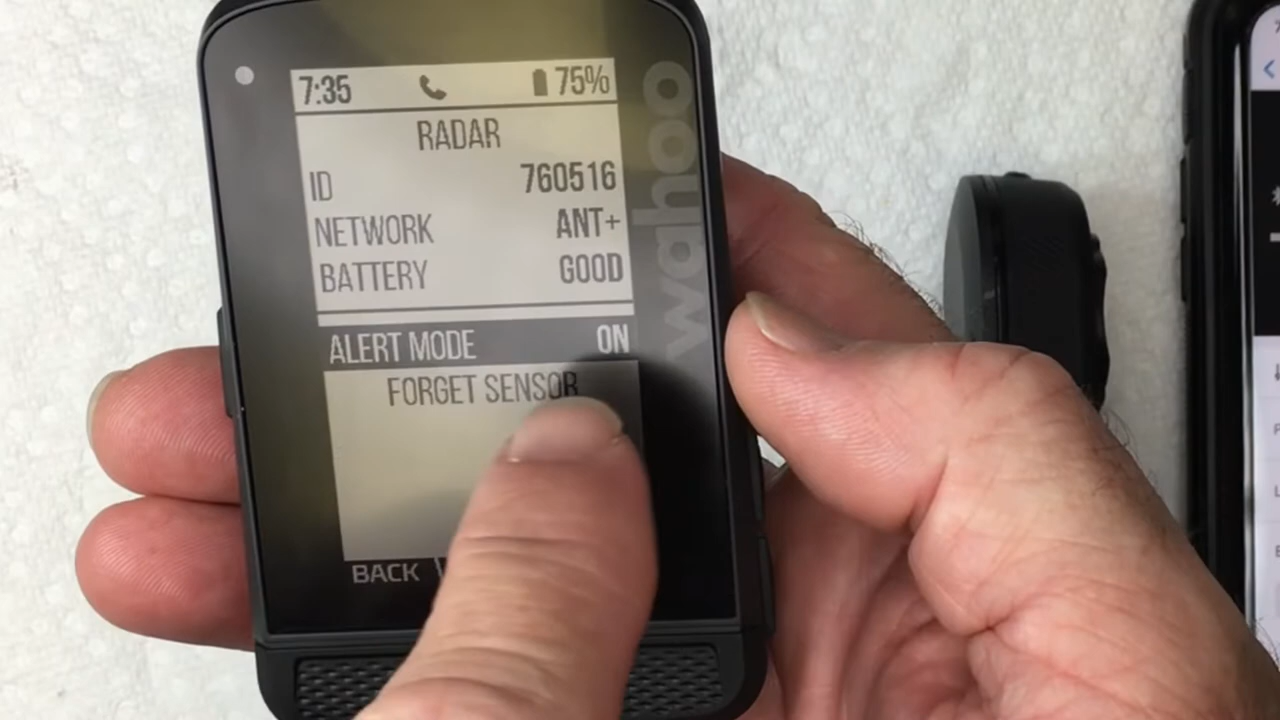 7:35 75%
RADAR
ID 760516
NETWORK ANT+
BATTERY GOOD
ALERT MODE ON
FORGET SENSOR
BACK
wahoo